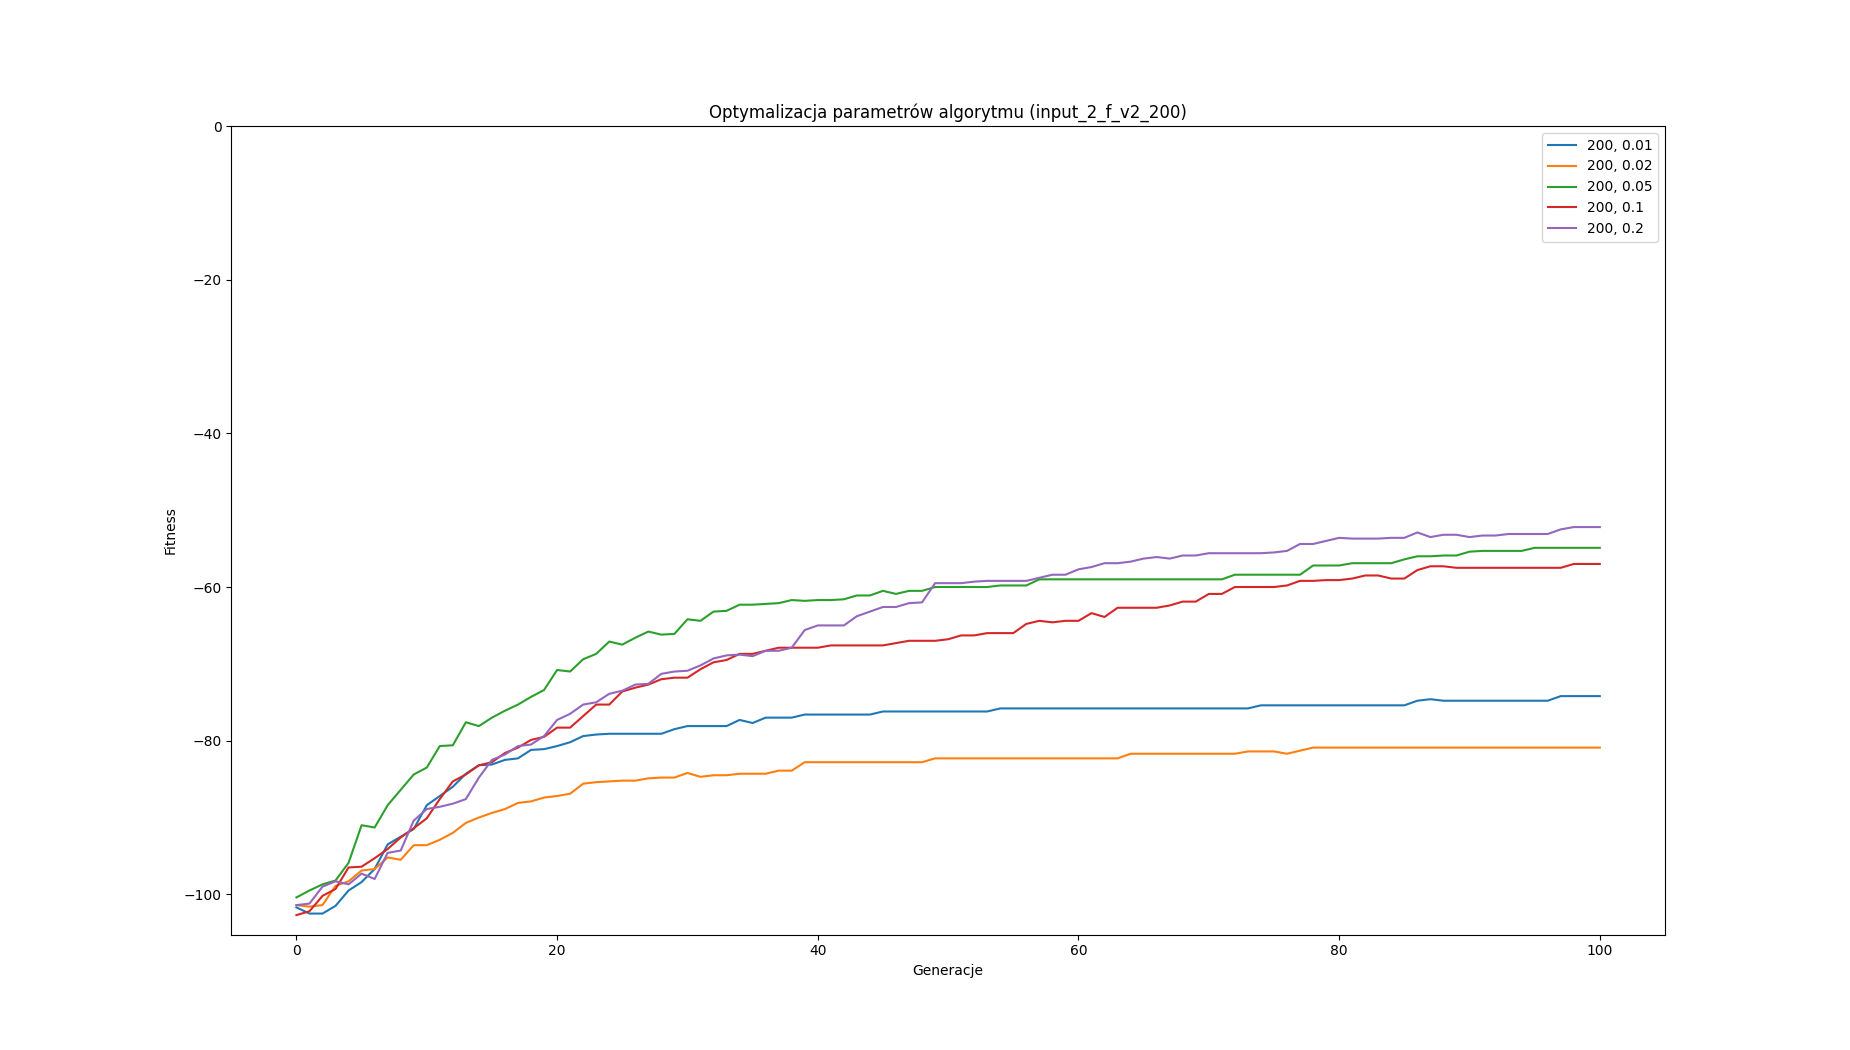 Optymalizacja parametrów algorytmu (input_2_f_v2_200)
0
−20
−40
−60
−80
−100
Fitness
200, 0.01
200, 0.02
200, 0.05
200, 0.1
200, 0.2
0 20 40 60 80 100
Generacje